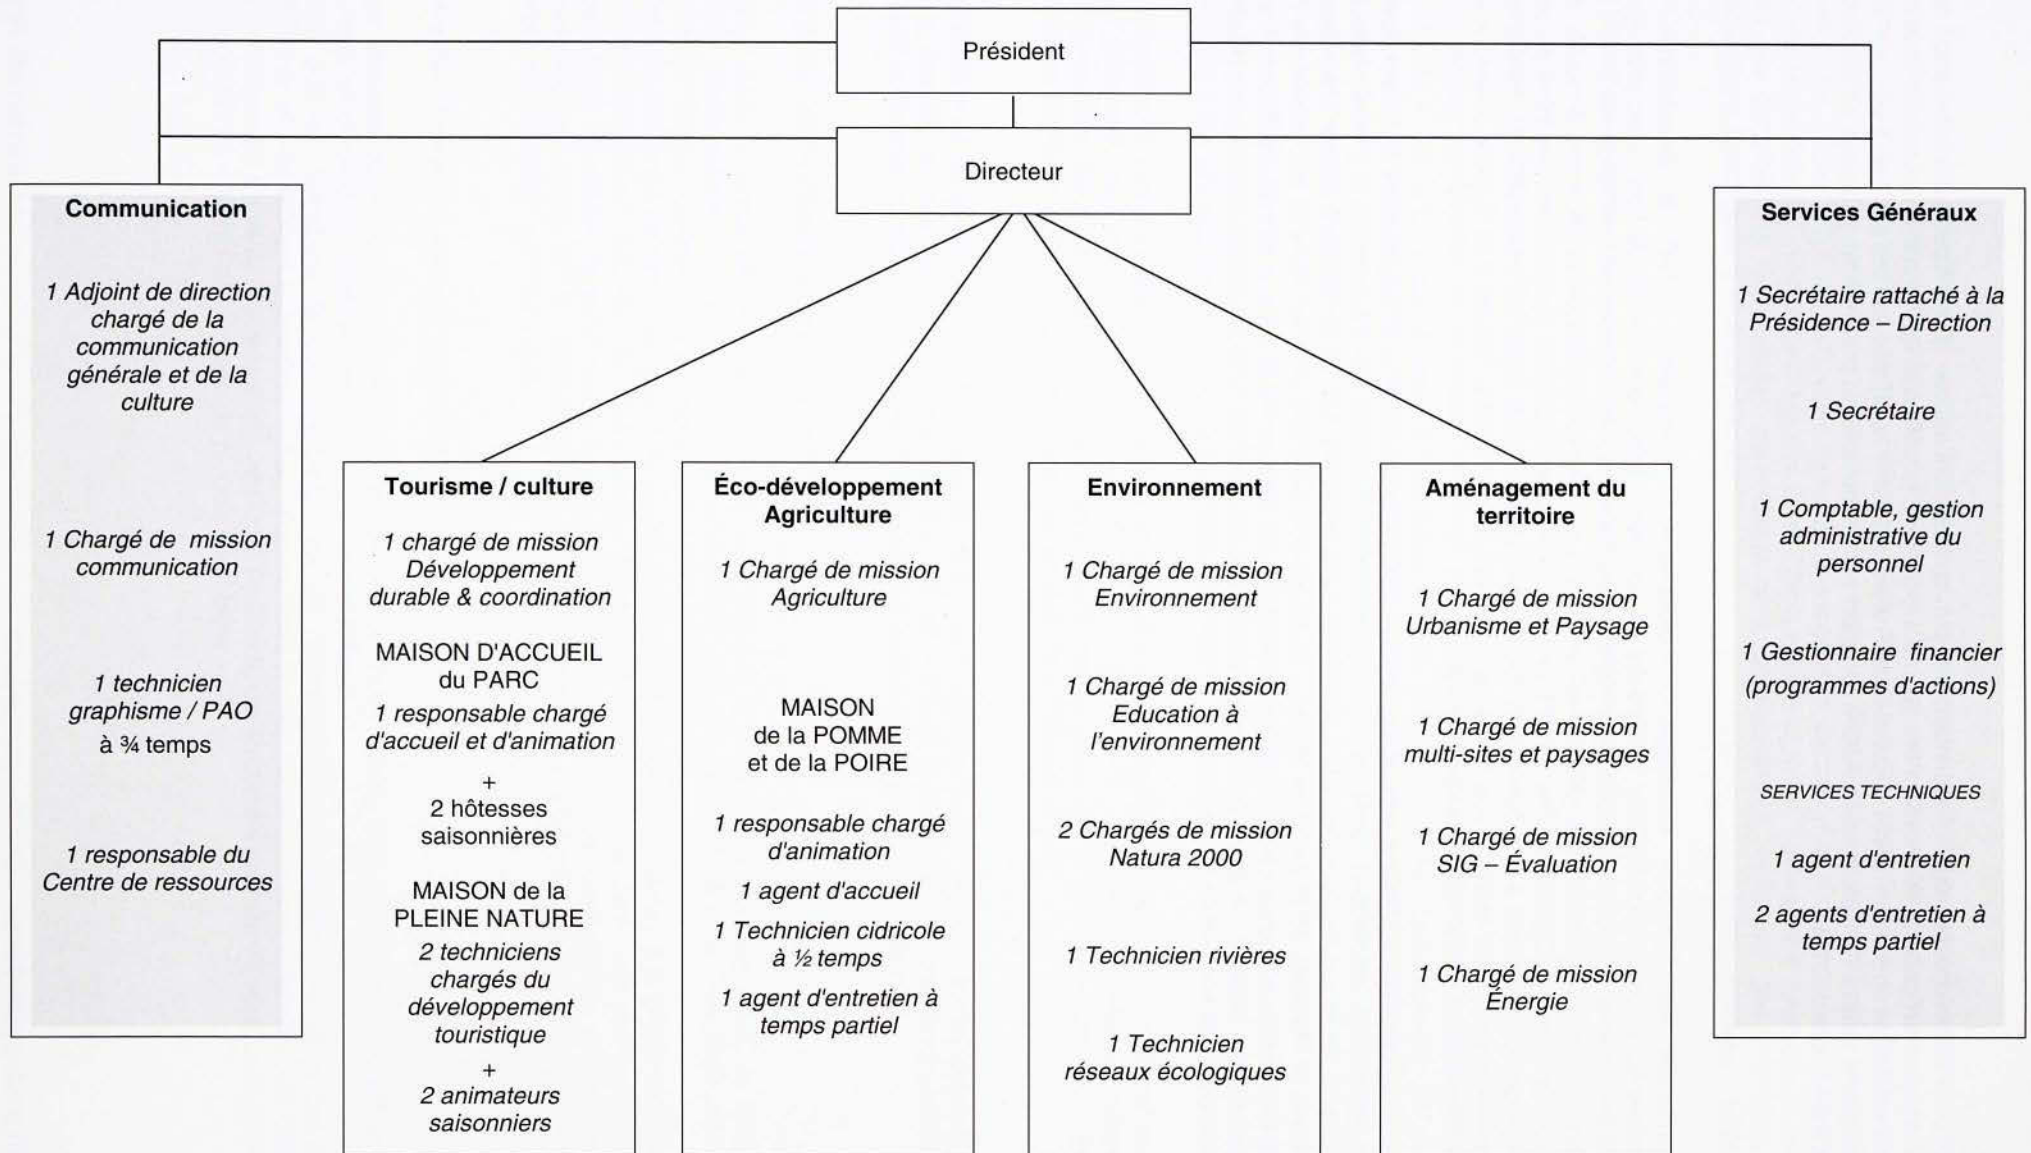 Président
Directeur
Communication
1 Adjoint de direction
chargé de la
communication
générale et de la
culture
1 Chargé de mission
communication
1 technicien
graphisme / PAO
à ¾ temps
1 responsable du
Centre de ressources
Tourisme / culture
1 chargé de mission
Développement
durable & coordination
MAISON D'ACCUEIL
du PARC
1 responsable chargé
d'accueil et d'animation
+
2 hôtesses
saisonnières
MAISON de la
PLEINE NATURE
2 techniciens
chargés du
développement
touristique
+
2 animateurs
saisonniers
Éco-développement
Agriculture
1 Chargé de mission
Agriculture
MAISON
de la POMME
et de la POIRE
1 responsable chargé
d'animation
1 agent d'accueil
1 Technicien cidricole
à ½ temps
1 agent d'entretien à
temps partiel
Environnement
1 Chargé de mission
Environnement
1 Chargé de mission
Education à
l’environnement
2 Chargés de mission
Natura 2000
1 Technicien rivières
1 Technicien
réseaux écologiques
Aménagement du
territoire
1 Chargé de mission
Urbanisme et Paysage
1 Chargé de mission
multi-sites et paysages
1 Chargé de mission
SIG – Évaluation
1 Chargé de mission
Énergie
Services Généraux
1 Secrétaire rattaché à la
Présidence – Direction
1 Secrétaire
1 Comptable, gestion
administrative du
personnel
1 Gestionnaire financier
(programmes d'actions)
SERVICES TECHNIQUES
1 agent d'entretien
2 agents d'entretien à
temps partiel